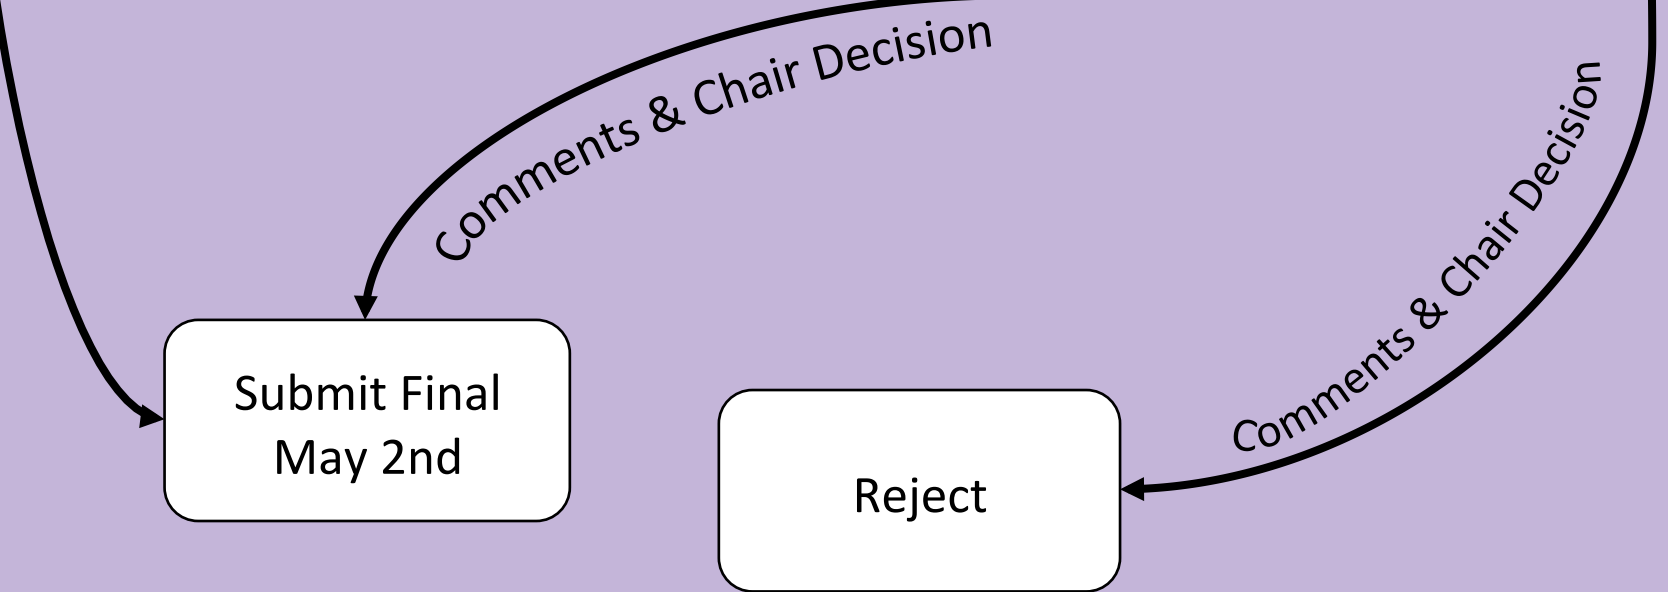 Comments & Chair Decision
Comments & Chair Decision
Submit Final
May 2nd
Reject